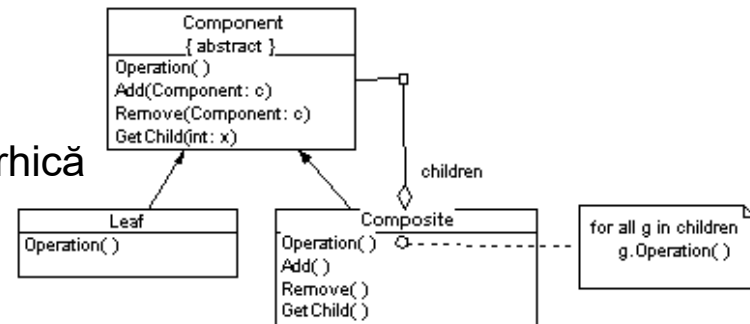 Component
{ abstract }
Operation( )
Add(Component: c)
Remove(Component: c)
GetChild(int: x)
rhică
children
Leaf
Operation( )
Composite
Operation( )
Add( )
Remove( )
GetChild( )
for all g in children
g.Operation( )